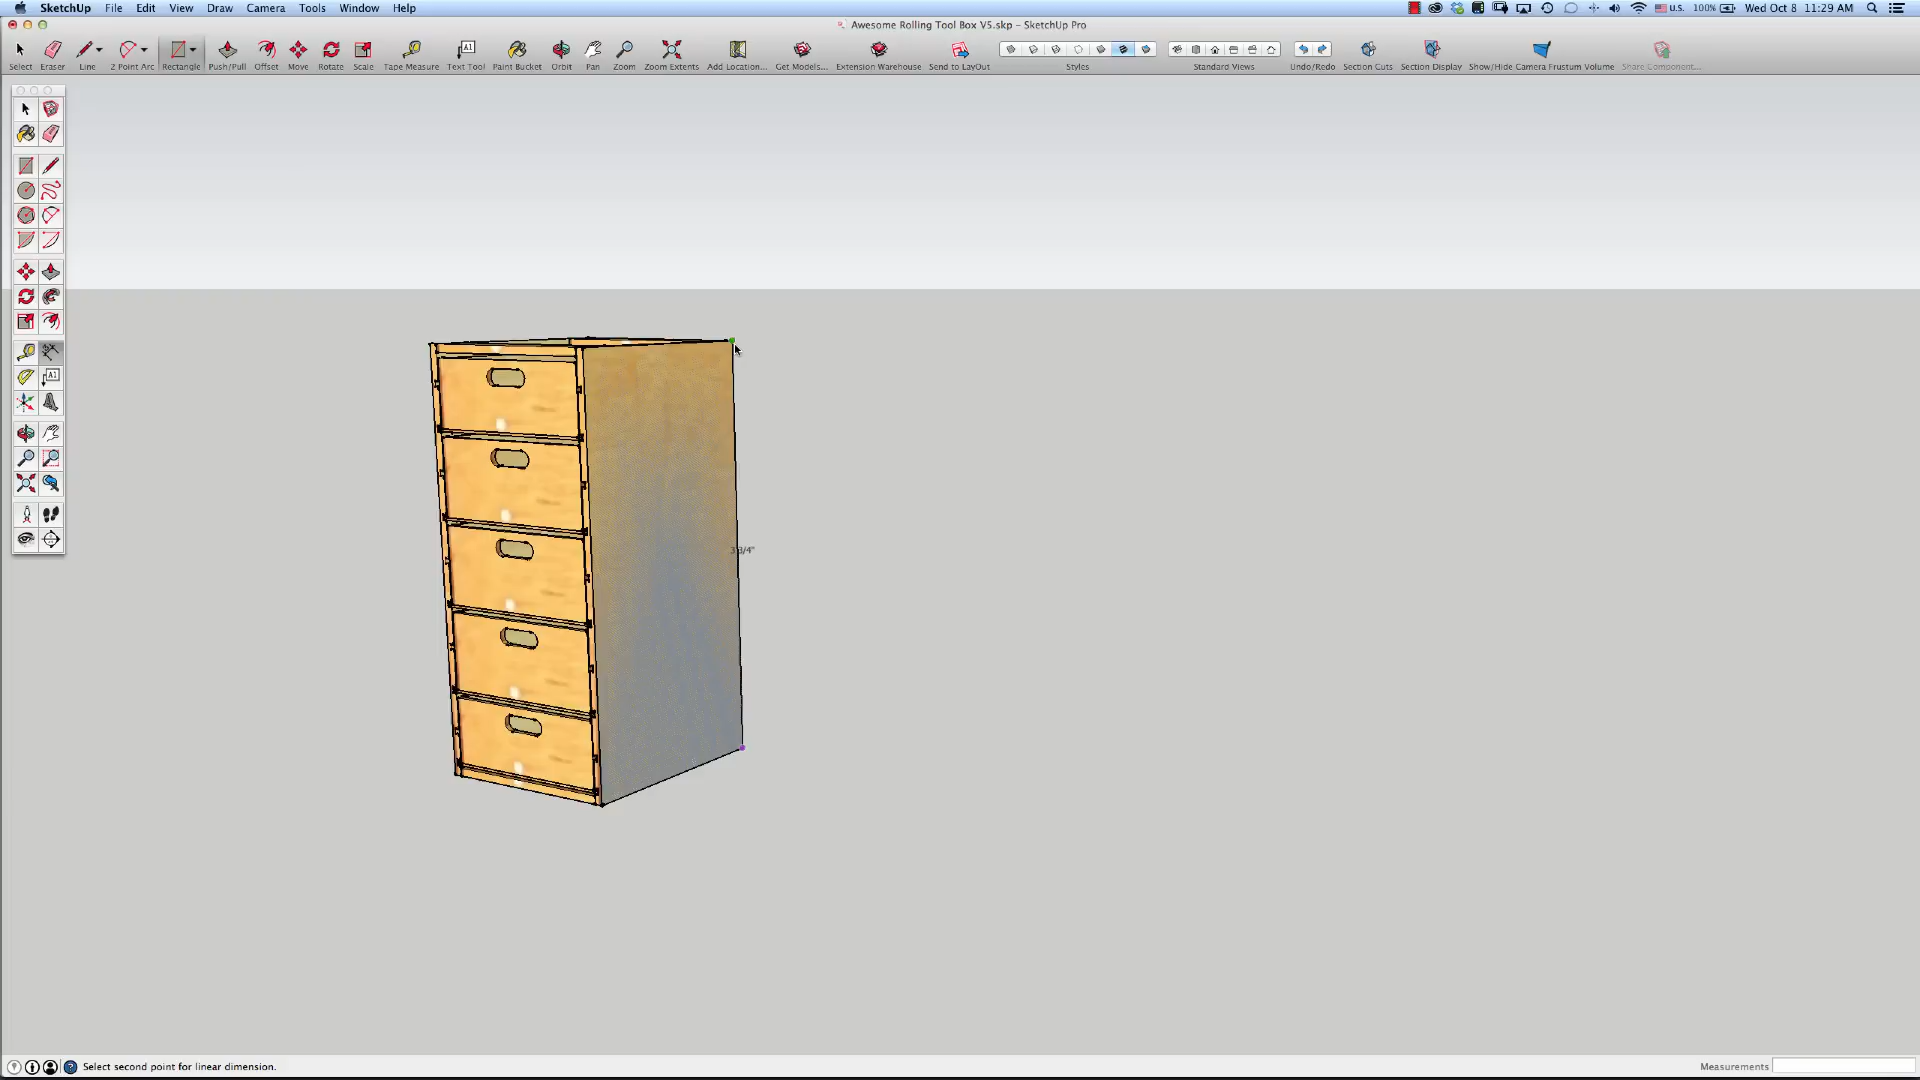 SketchUp File Edit View Draw Camera Tools Window Help U.S. 100% Wed Oct 8 11:29 AM
Awesome Rolling Tool Box V5.skp – SketchUp Pro
Select Eraser Line 2 Point Arc Rectangle Push/Pull Offset Move Rotate Scale Tape Measure Text Tool Paint Bucket Orbit Pan Zoom Zoom Extents Add Location... Get Models... Extension Warehouse Send to LayOut Styles Standard Views Undo/Redo Section Cuts Section Display Show/Hide Camera Frustum Volume Share Component...
Select second point for linear dimension. Measurements